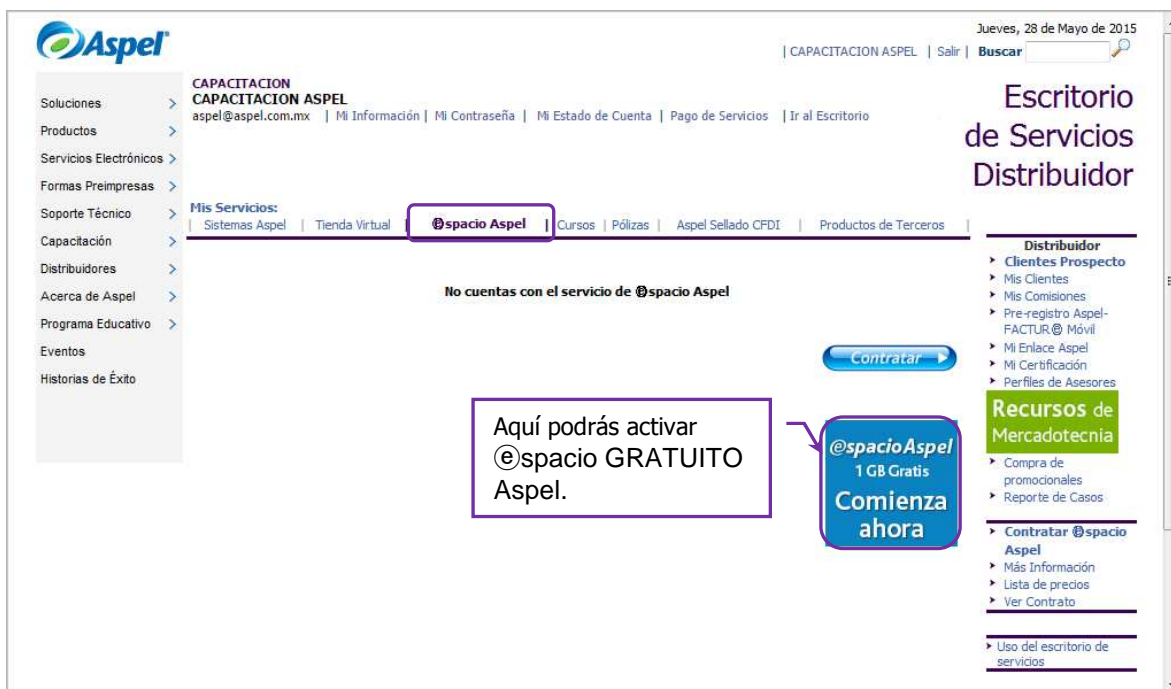 Aspel
Jueves, 28 de Mayo de 2015
| CAPACITACION ASPEL | Salir | Buscar
Soluciones >
Productos >
Servicios Electrónicos >
Formas Preimpresas >
Soporte Técnico >
Capacitación >
Distribuidores >
Acerca de Aspel >
Programa Educativo >
Eventos
Historias de Éxito
CAPACITACION
CAPACITACION ASPEL
aspel@aspel.com.mx | Mi Información | Mi Contraseña | Mi Estado de Cuenta | Pago de Servicios | Ir al Escritorio
Escritorio
de Servicios
Distribuidor
Mis Servicios:
| Sistemas Aspel | Tienda Virtual | ⓔspacio Aspel | Cursos | Pólizas | Aspel Sellado CFDI | Productos de Terceros |
No cuentas con el servicio de ⓔspacio Aspel
Contratar
Aquí podrás activar
ⓔspacio GRATUITO
Aspel.
@spacioAspel
1 GB Gratis
Comienza
ahora
Distribuidor
Clientes Prospecto
Mis Clientes
Mis Comisiones
Pre-registro Aspel-
FACTURⓔ Móvil
Mi Enlace Aspel
Mi Certificación
Perfiles de Asesores
Recursos de
Mercadotecnia
Compra de
promocionales
Reporte de Casos
Contratar ⓔspacio
Aspel
Más Información
Lista de precios
Ver Contrato
Uso del escritorio de
servicios